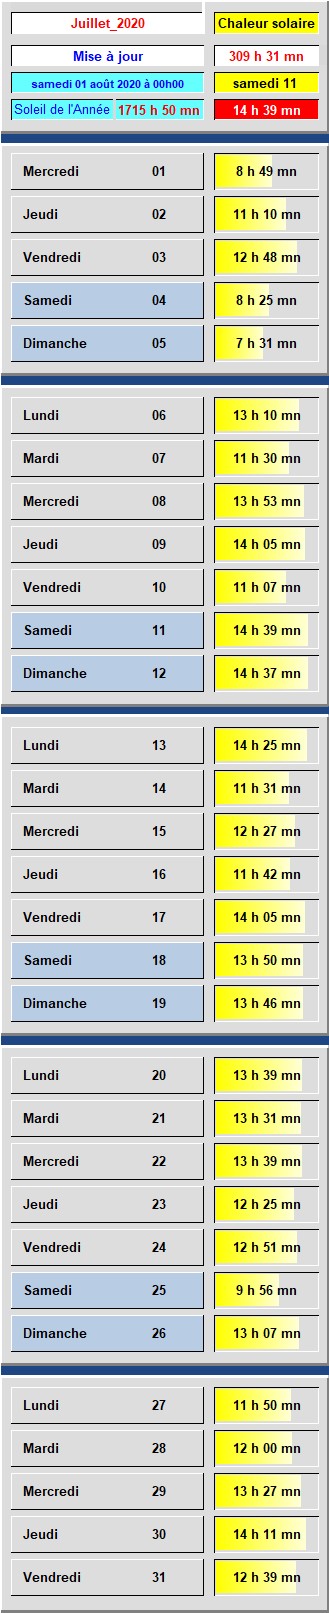 Juillet_2020 Chaleur solaire
Mise à jour 309 h 31 mn
samedi 01 août 2020 à 00h00 samedi 11
Soleil de l'Année 1715 h 50 mn 14 h 39 mn
Mercredi 01 8 h 49 mn
Jeudi 02 11 h 10 mn
Vendredi 03 12 h 48 mn
Samedi 04 8 h 25 mn
Dimanche 05 7 h 31 mn
Lundi 06 13 h 10 mn
Mardi 07 11 h 30 mn
Mercredi 08 13 h 53 mn
Jeudi 09 14 h 05 mn
Vendredi 10 11 h 07 mn
Samedi 11 14 h 39 mn
Dimanche 12 14 h 37 mn
Lundi 13 14 h 25 mn
Mardi 14 11 h 31 mn
Mercredi 15 12 h 27 mn
Jeudi 16 11 h 42 mn
Vendredi 17 14 h 05 mn
Samedi 18 13 h 50 mn
Dimanche 19 13 h 46 mn
Lundi 20 13 h 39 mn
Mardi 21 13 h 31 mn
Mercredi 22 13 h 39 mn
Jeudi 23 12 h 25 mn
Vendredi 24 12 h 51 mn
Samedi 25 9 h 56 mn
Dimanche 26 13 h 07 mn
Lundi 27 11 h 50 mn
Mardi 28 12 h 00 mn
Mercredi 29 13 h 27 mn
Jeudi 30 14 h 11 mn
Vendredi 31 12 h 39 mn